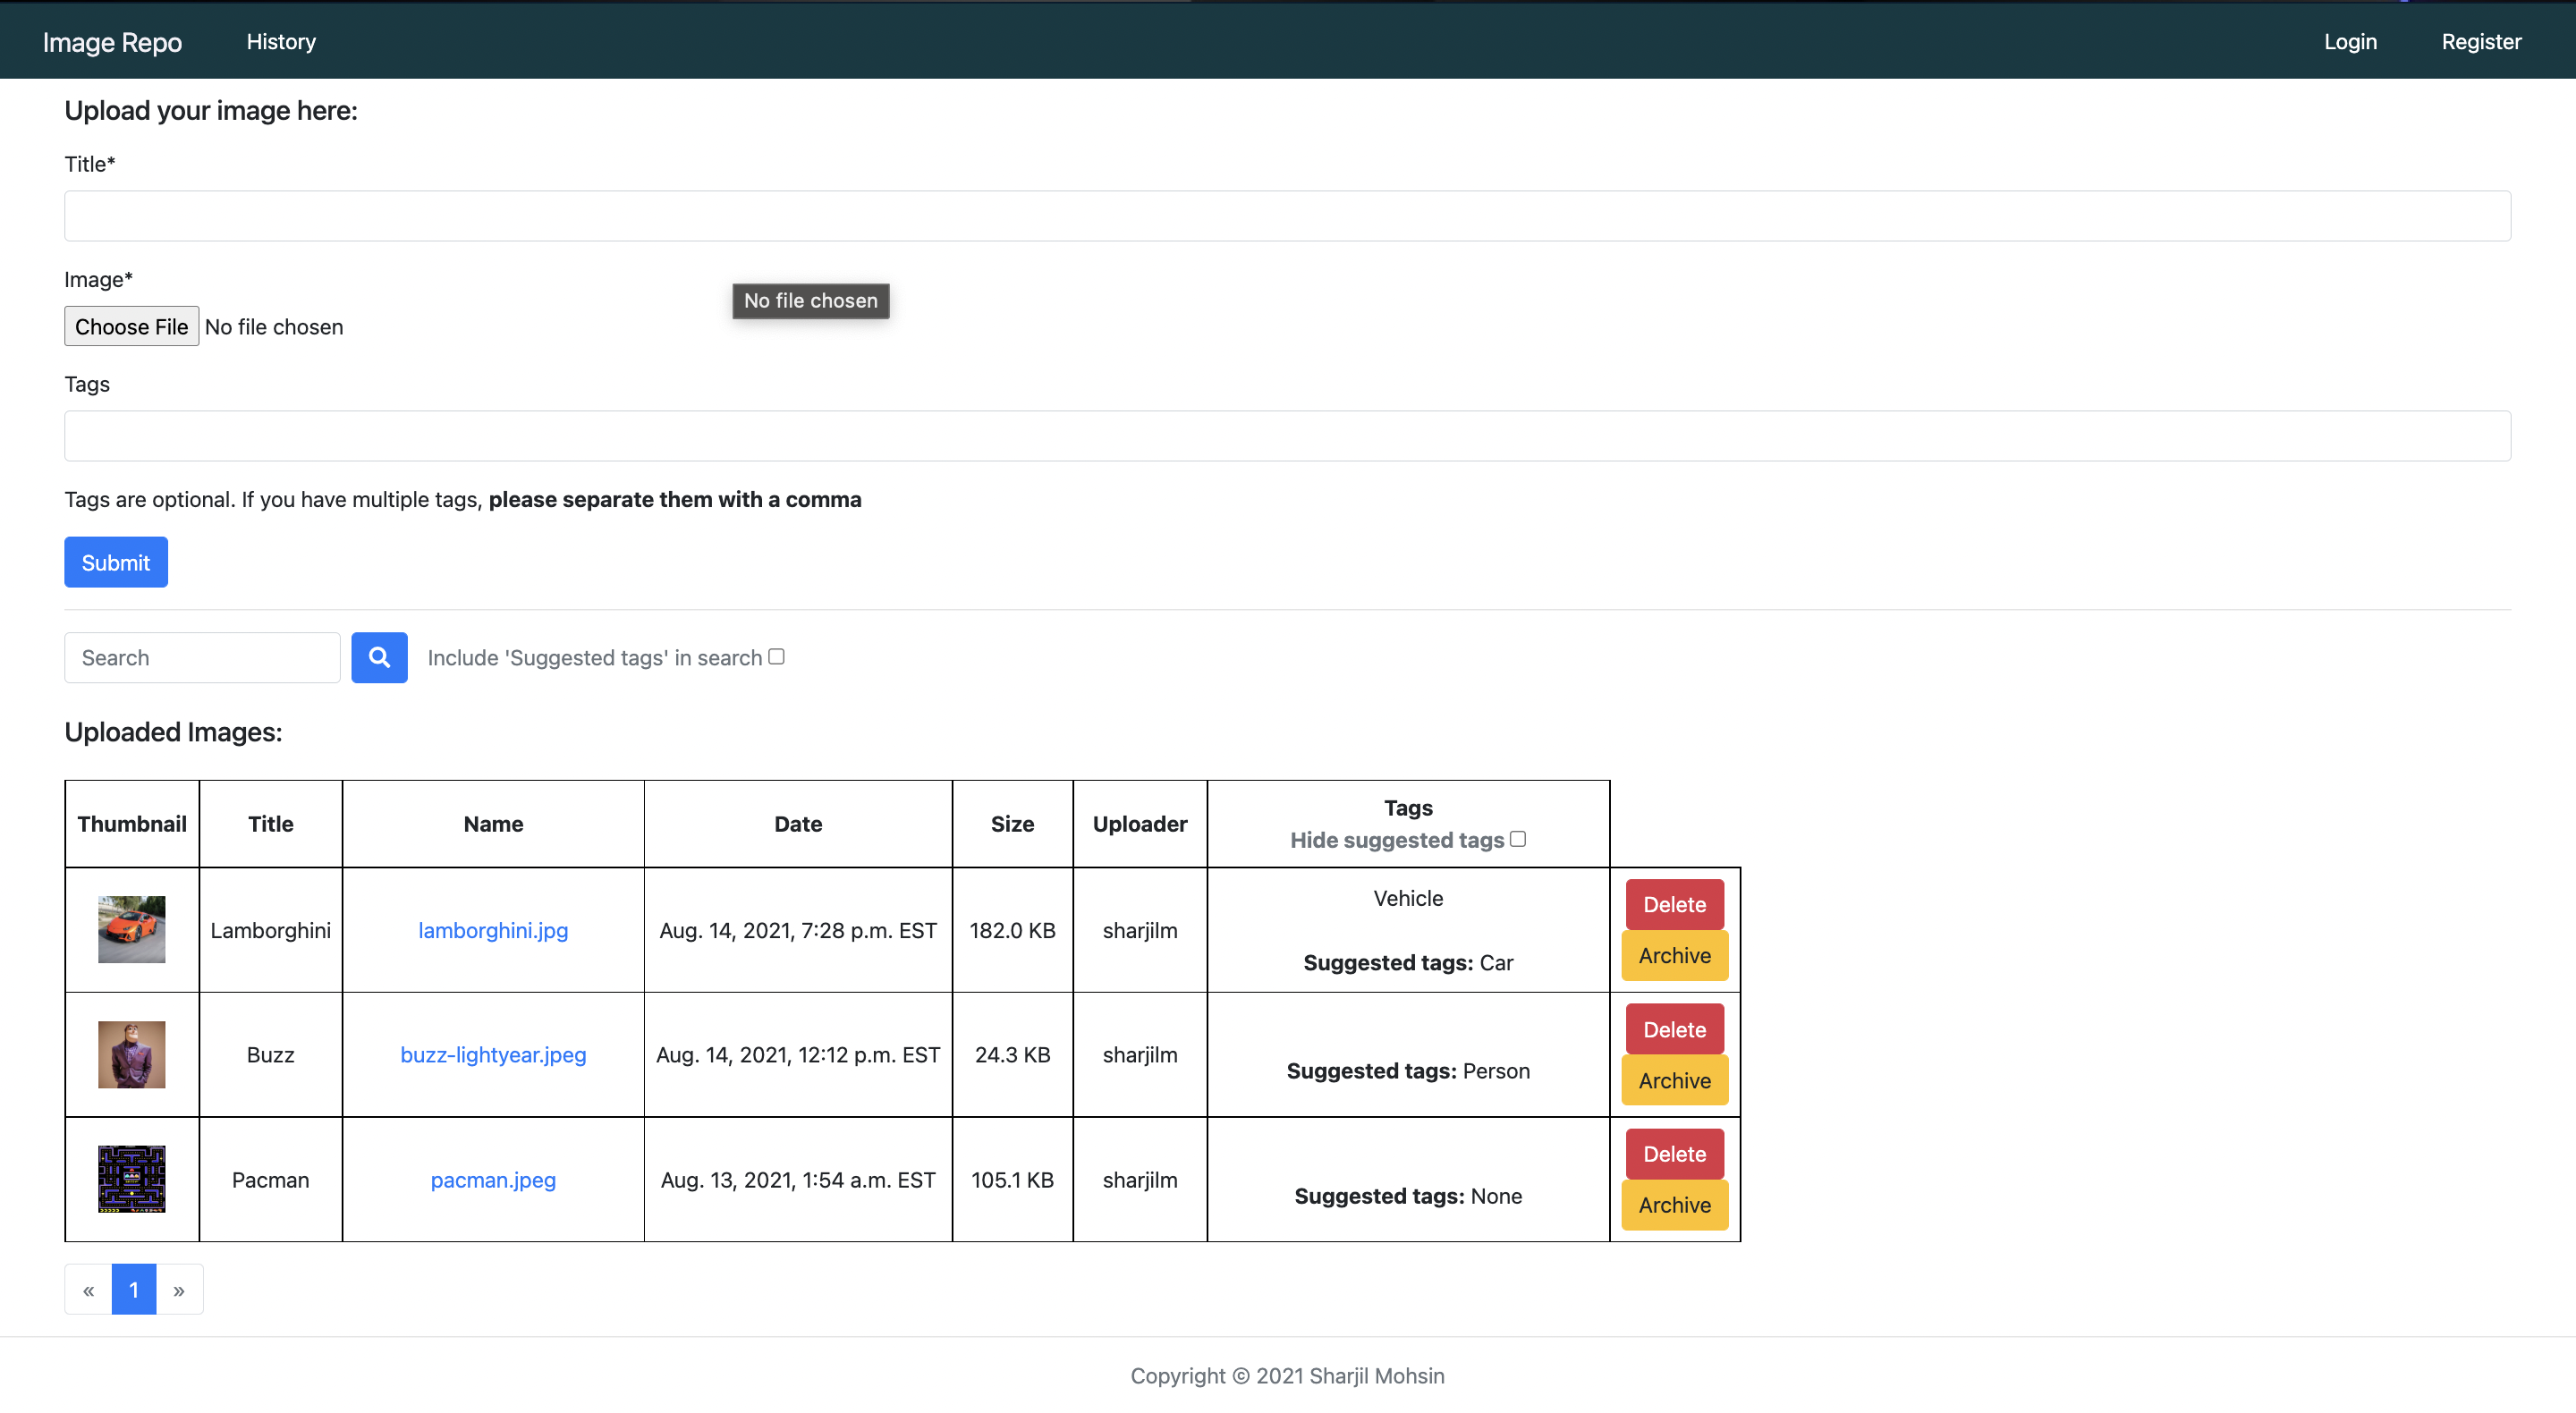 Image Repo History Login Register
Upload your image here:
Title*
Image*
No file chosen
Choose File No file chosen
Tags
Tags are optional. If you have multiple tags, please separate them with a comma
Submit
Search Include 'Suggested tags' in search
Uploaded Images:
Thumbnail Title Name Date Size Uploader Tags
Hide suggested tags
Lamborghini lamborghini.jpg Aug. 14, 2021, 7:28 p.m. EST 182.0 KB sharjilm Vehicle
Suggested tags: Car
Delete
Archive
Buzz buzz-lightyear.jpeg Aug. 14, 2021, 12:12 p.m. EST 24.3 KB sharjilm Suggested tags: Person
Delete
Archive
Pacman pacman.jpeg Aug. 13, 2021, 1:54 a.m. EST 105.1 KB sharjilm Suggested tags: None
Delete
Archive
« 1 »
Copyright © 2021 Sharjil Mohsin